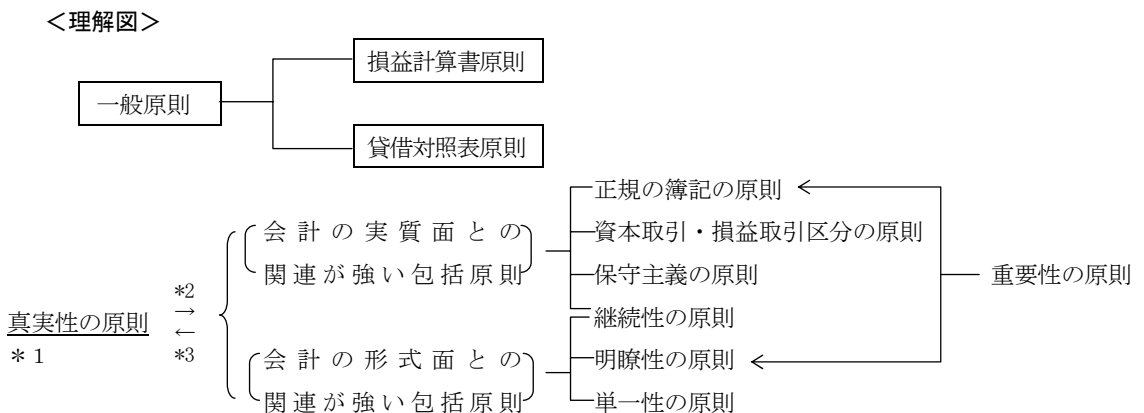 <理解図>
損益計算書原則
一般原則
貸借対照表原則
正規の簿記の原則
会計の実質面との
資本取引・損益取引区分の原則
関連が強い包括原則
保守主義の原則
重要性の原則
*2
→
←
*3
真実性の原則
*1
継続性の原則
会計の形式面との
明瞭性の原則
関連が強い包括原則
単一性の原則